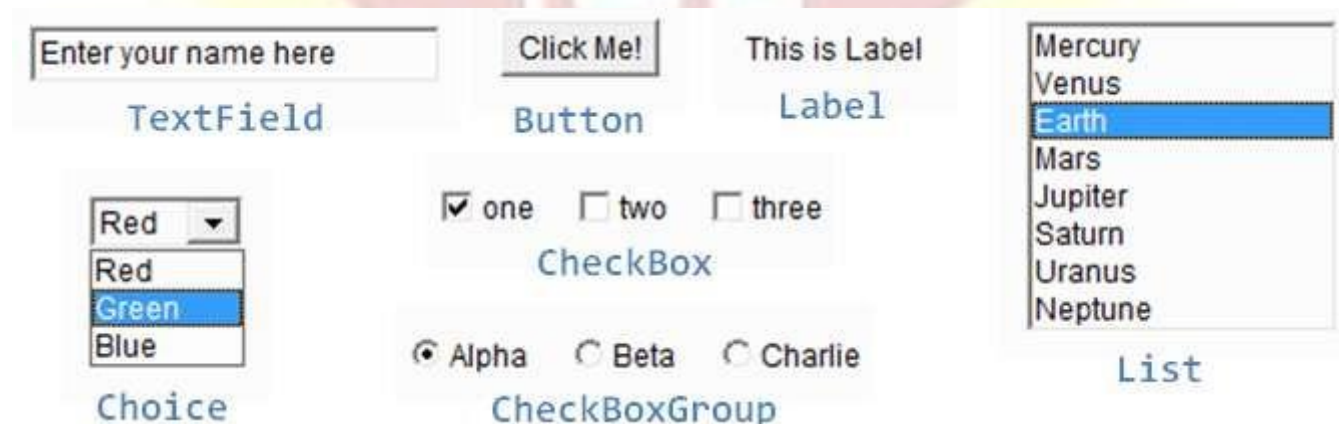 Enter your name here
TextField
Click Me!
Button
This is Label
Label
Mercury
Venus
Earth
Mars
Jupiter
Saturn
Uranus
Neptune
List
Red
Red
Green
Blue
Choice
one two three
CheckBox
Alpha Beta Charlie
CheckBoxGroup